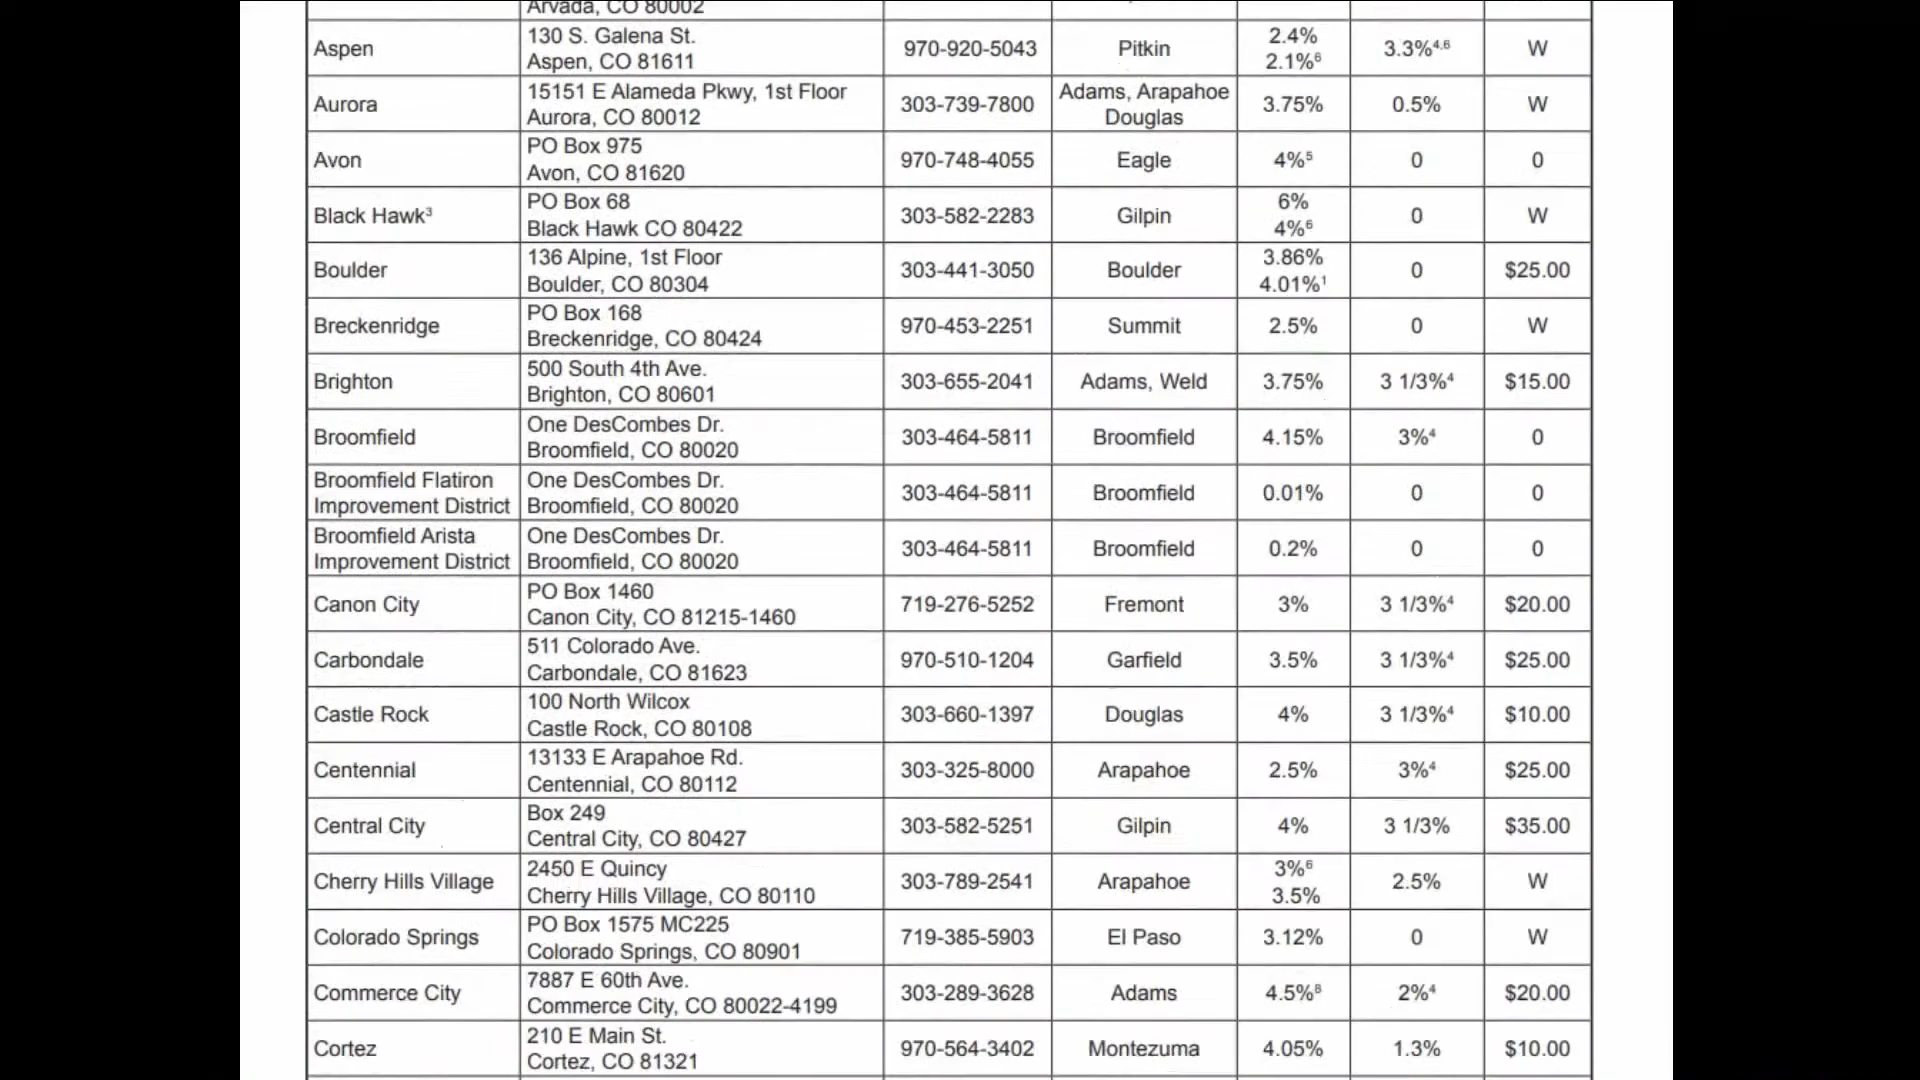 Arvada, CO 80002
Aspen
130 S. Galena St.
Aspen, CO 81611
970-920-5043
Pitkin
2.4%
2.1%⁶
3.3%⁴,⁶
W
Aurora
15151 E Alameda Pkwy, 1st Floor
Aurora, CO 80012
303-739-7800
Adams, Arapahoe
Douglas
3.75%
0.5%
W
Avon
PO Box 975
Avon, CO 81620
970-748-4055
Eagle
4%⁵
0
0
Black Hawk³
PO Box 68
Black Hawk CO 80422
303-582-2283
Gilpin
6%
4%⁶
0
W
Boulder
136 Alpine, 1st Floor
Boulder, CO 80304
303-441-3050
Boulder
3.86%
4.01%¹
0
$25.00
Breckenridge
PO Box 168
Breckenridge, CO 80424
970-453-2251
Summit
2.5%
0
W
Brighton
500 South 4th Ave.
Brighton, CO 80601
303-655-2041
Adams, Weld
3.75%
3 1/3%⁴
$15.00
Broomfield
One DesCombes Dr.
Broomfield, CO 80020
303-464-5811
Broomfield
4.15%
3%⁴
0
Broomfield Flatiron
Improvement District
One DesCombes Dr.
Broomfield, CO 80020
303-464-5811
Broomfield
0.01%
0
0
Broomfield Arista
Improvement District
One DesCombes Dr.
Broomfield, CO 80020
303-464-5811
Broomfield
0.2%
0
0
Canon City
PO Box 1460
Canon City, CO 81215-1460
719-276-5252
Fremont
3%
3 1/3%⁴
$20.00
Carbondale
511 Colorado Ave.
Carbondale, CO 81623
970-510-1204
Garfield
3.5%
3 1/3%⁴
$25.00
Castle Rock
100 North Wilcox
Castle Rock, CO 80108
303-660-1397
Douglas
4%
3 1/3%⁴
$10.00
Centennial
13133 E Arapahoe Rd.
Centennial, CO 80112
303-325-8000
Arapahoe
2.5%
3%⁴
$25.00
Central City
Box 249
Central City, CO 80427
303-582-5251
Gilpin
4%
3 1/3%
$35.00
Cherry Hills Village
2450 E Quincy
Cherry Hills Village, CO 80110
303-789-2541
Arapahoe
3%⁶
3.5%
2.5%
W
Colorado Springs
PO Box 1575 MC225
Colorado Springs, CO 80901
719-385-5903
El Paso
3.12%
0
W
Commerce City
7887 E 60th Ave.
Commerce City, CO 80022-4199
303-289-3628
Adams
4.5%⁸
2%⁴
$20.00
Cortez
210 E Main St.
Cortez, CO 81321
970-564-3402
Montezuma
4.05%
1.3%
$10.00